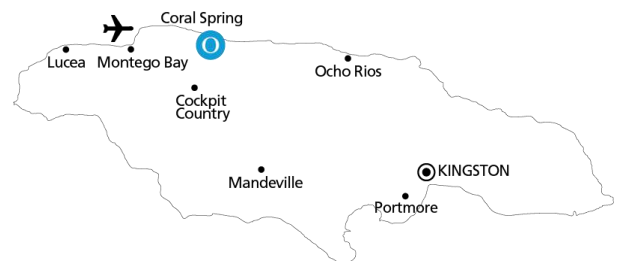 Coral Spring
O
Lucea
Montego Bay
Ocho Rios
Cockpit
Country
Mandeville
KINGSTON
Portmore